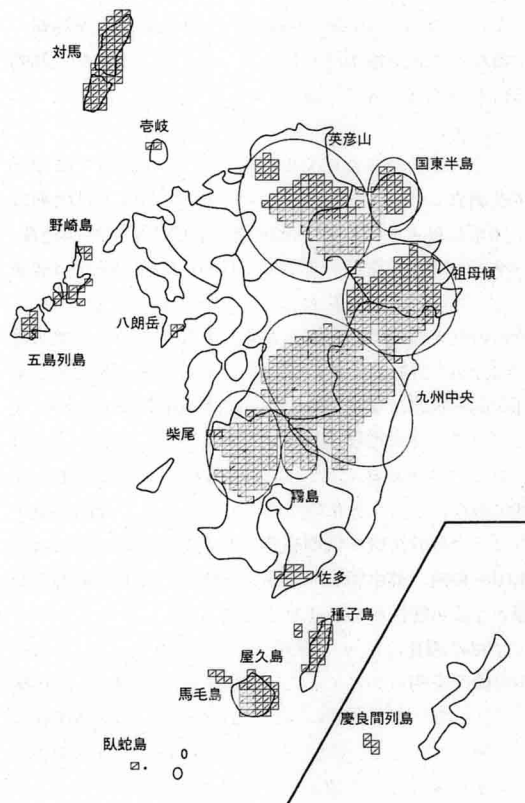 対馬
壱岐
英彦山
国東半島
野崎島
祖母傾
八朗岳
五島列島
九州中央
柴尾
霧島
佐多
種子島
屋久島
馬毛島
慶良間列島
臥蛇島